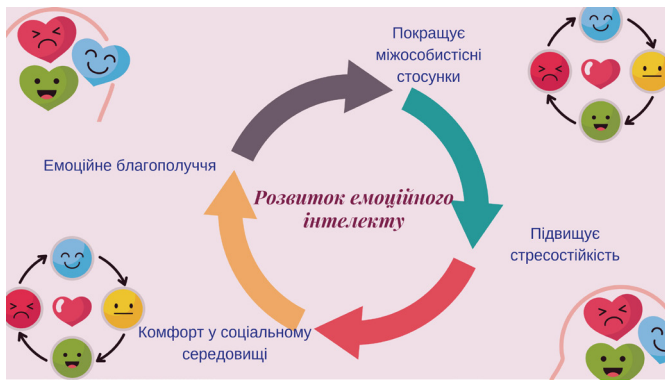 Покращує
міжособистісні
стосунки
Емоційне благополуччя
Розвиток емоційного
інтелекту
Підвищує
стресостійкість
Комфорт у соціальному
середовищі